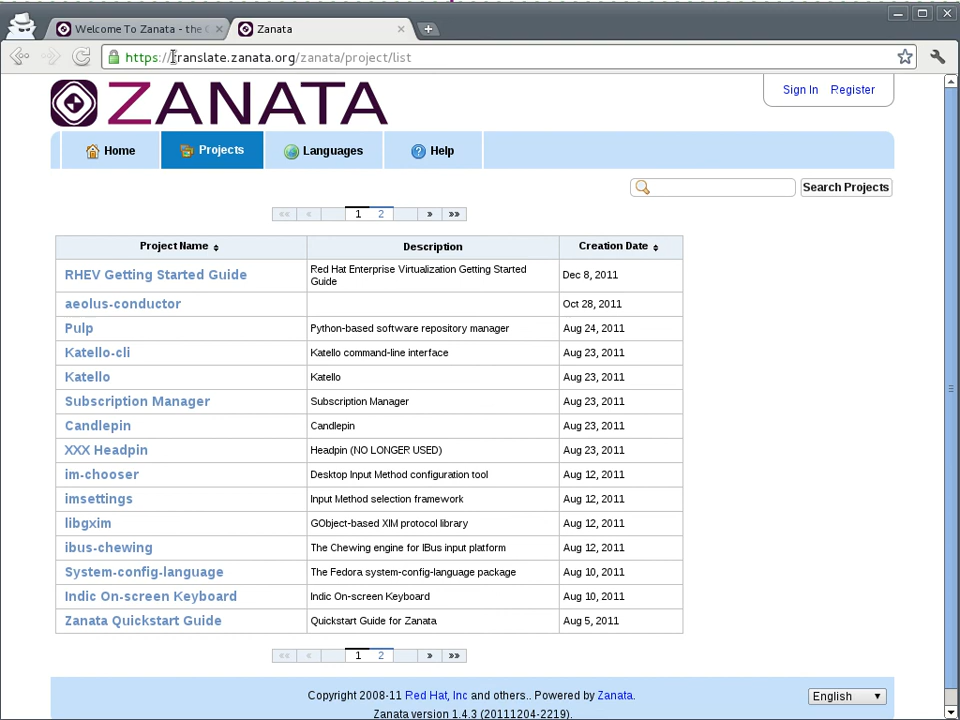 Welcome To Zanata - the
Zanata
https://translate.zanata.org/zanata/project/list
ZANATA
Sign In Register
Home Projects Languages Help
Search Projects
«« « 1 2 » »»
Project Name Description Creation Date
RHEV Getting Started Guide Red Hat Enterprise Virtualization Getting Started Dec 8, 2011
Guide
aeolus-conductor Oct 28, 2011
Pulp Python-based software repository manager Aug 24, 2011
Katello-cli Katello command-line interface Aug 23, 2011
Katello Katello Aug 23, 2011
Subscription Manager Subscription Manager Aug 23, 2011
Candlepin Candlepin Aug 23, 2011
XXX Headpin Headpin (NO LONGER USED) Aug 23, 2011
im-chooser Desktop Input Method configuration tool Aug 12, 2011
imsettings Input Method selection framework Aug 12, 2011
libgxim GObject-based XIM protocol library Aug 12, 2011
ibus-chewing The Chewing engine for IBus input platform Aug 12, 2011
System-config-language The Fedora system-config-language package Aug 10, 2011
Indic On-screen Keyboard Indic On-screen Keyboard Aug 10, 2011
Zanata Quickstart Guide Quickstart Guide for Zanata Aug 5, 2011
«« « 1 2 » »»
Copyright 2008-11 Red Hat, Inc and others.. Powered by Zanata.
English
Zanata version 1.4.3 (20111204-2219).